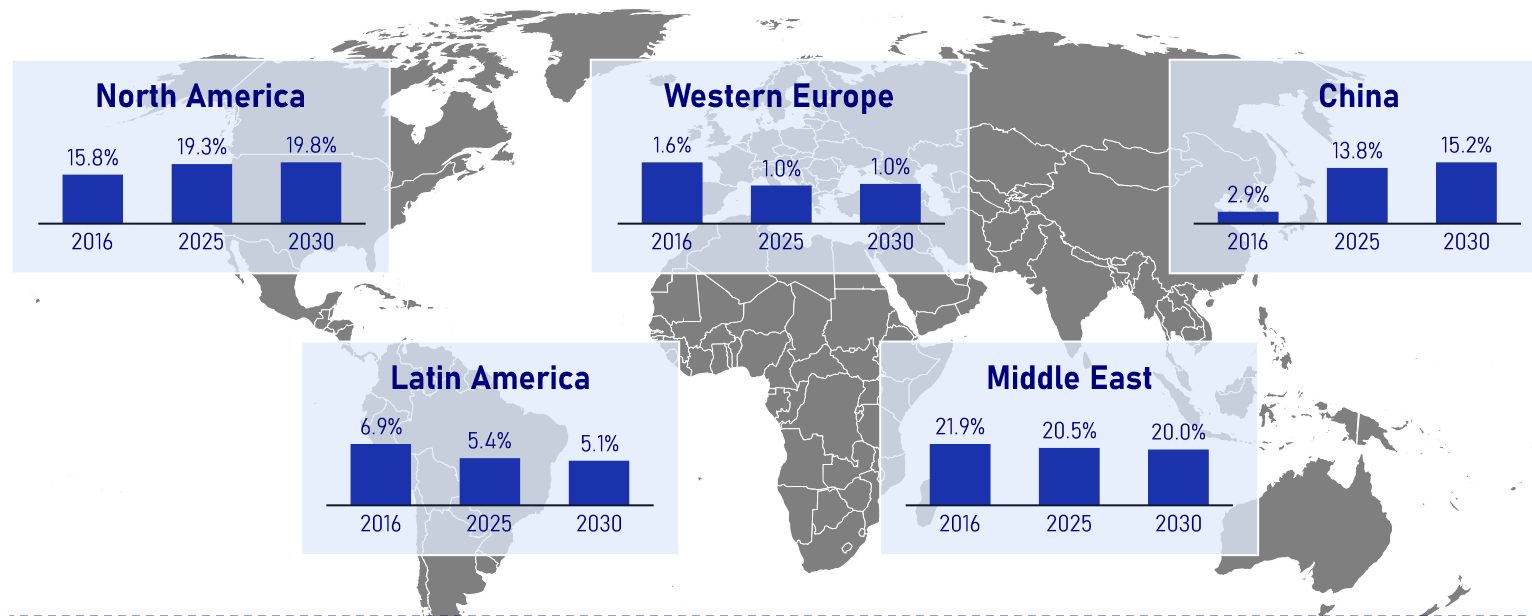 North America
15.8% 19.3% 19.8%
2016 2025 2030
Western Europe
1.6% 1.0% 1.0%
2016 2025 2030
China
2.9% 13.8% 15.2%
2016 2025 2030
Latin America
6.9% 5.4% 5.1%
2016 2025 2030
Middle East
21.9% 20.5% 20.0%
2016 2025 2030